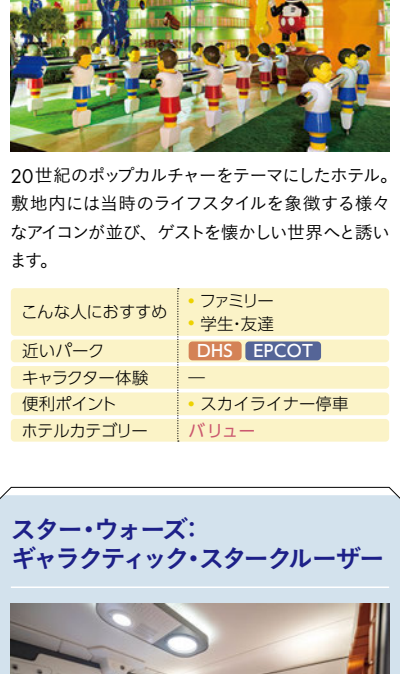 20世紀のポップカルチャーをテーマにしたホテル。
敷地内には当時のライフスタイルを象徴する様々
なアイコンが並び、ゲストを懐かしい世界へと誘い
ます。
こんな人におすすめ
• ファミリー
• 学生・友達
近いパーク DHS EPCOT
キャラクター体験 —
便利ポイント • スカイライナー停車
ホテルカテゴリー バリュー
スター・ウォーズ:
ギャラクティック・スタークルーザー